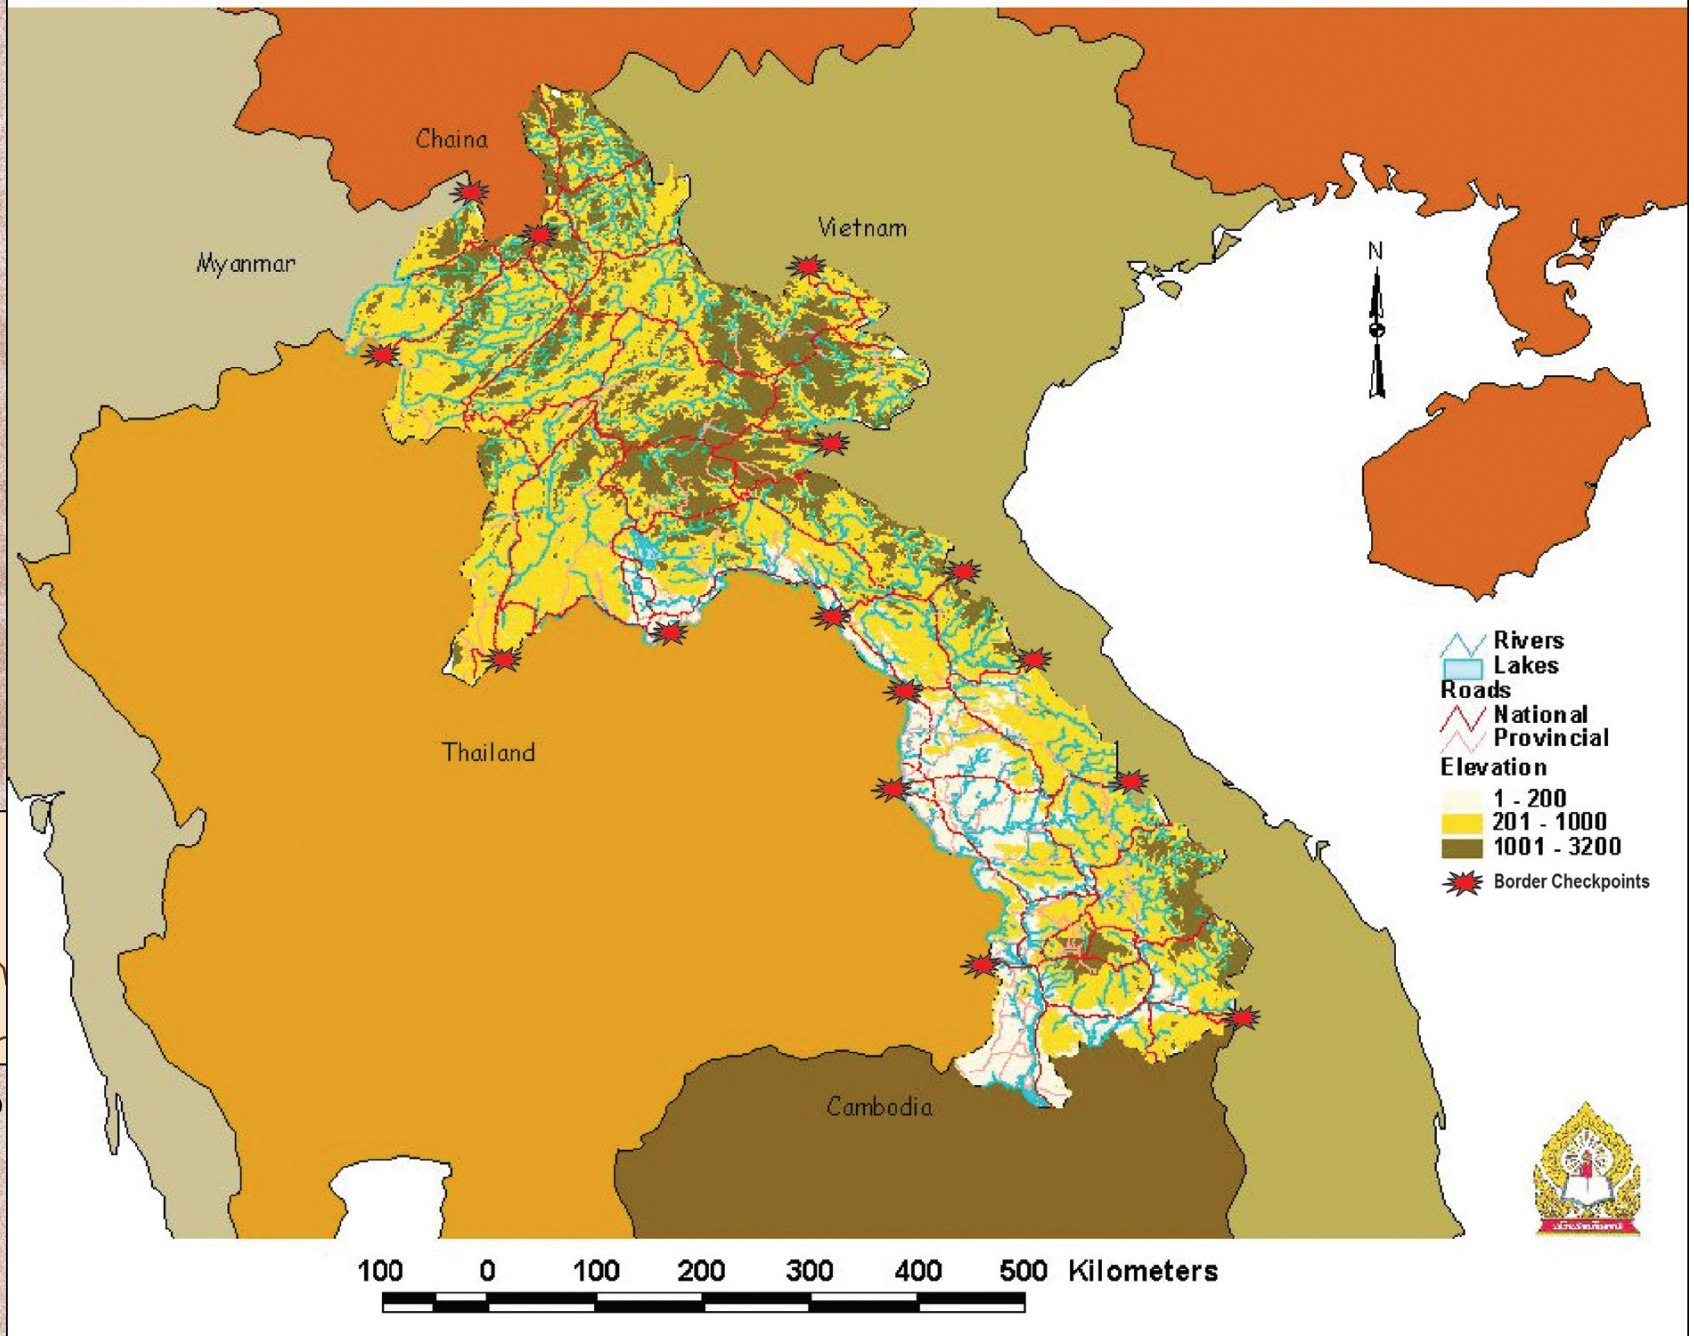 Chaina
Vietnam
Myanmar
N
Thailand
Cambodia
Rivers
Lakes
Roads
National
Provincial
Elevation
1 - 200
201 - 1000
1001 - 3200
Border Checkpoints
100 0 100 200 300 400 500 Kilometers